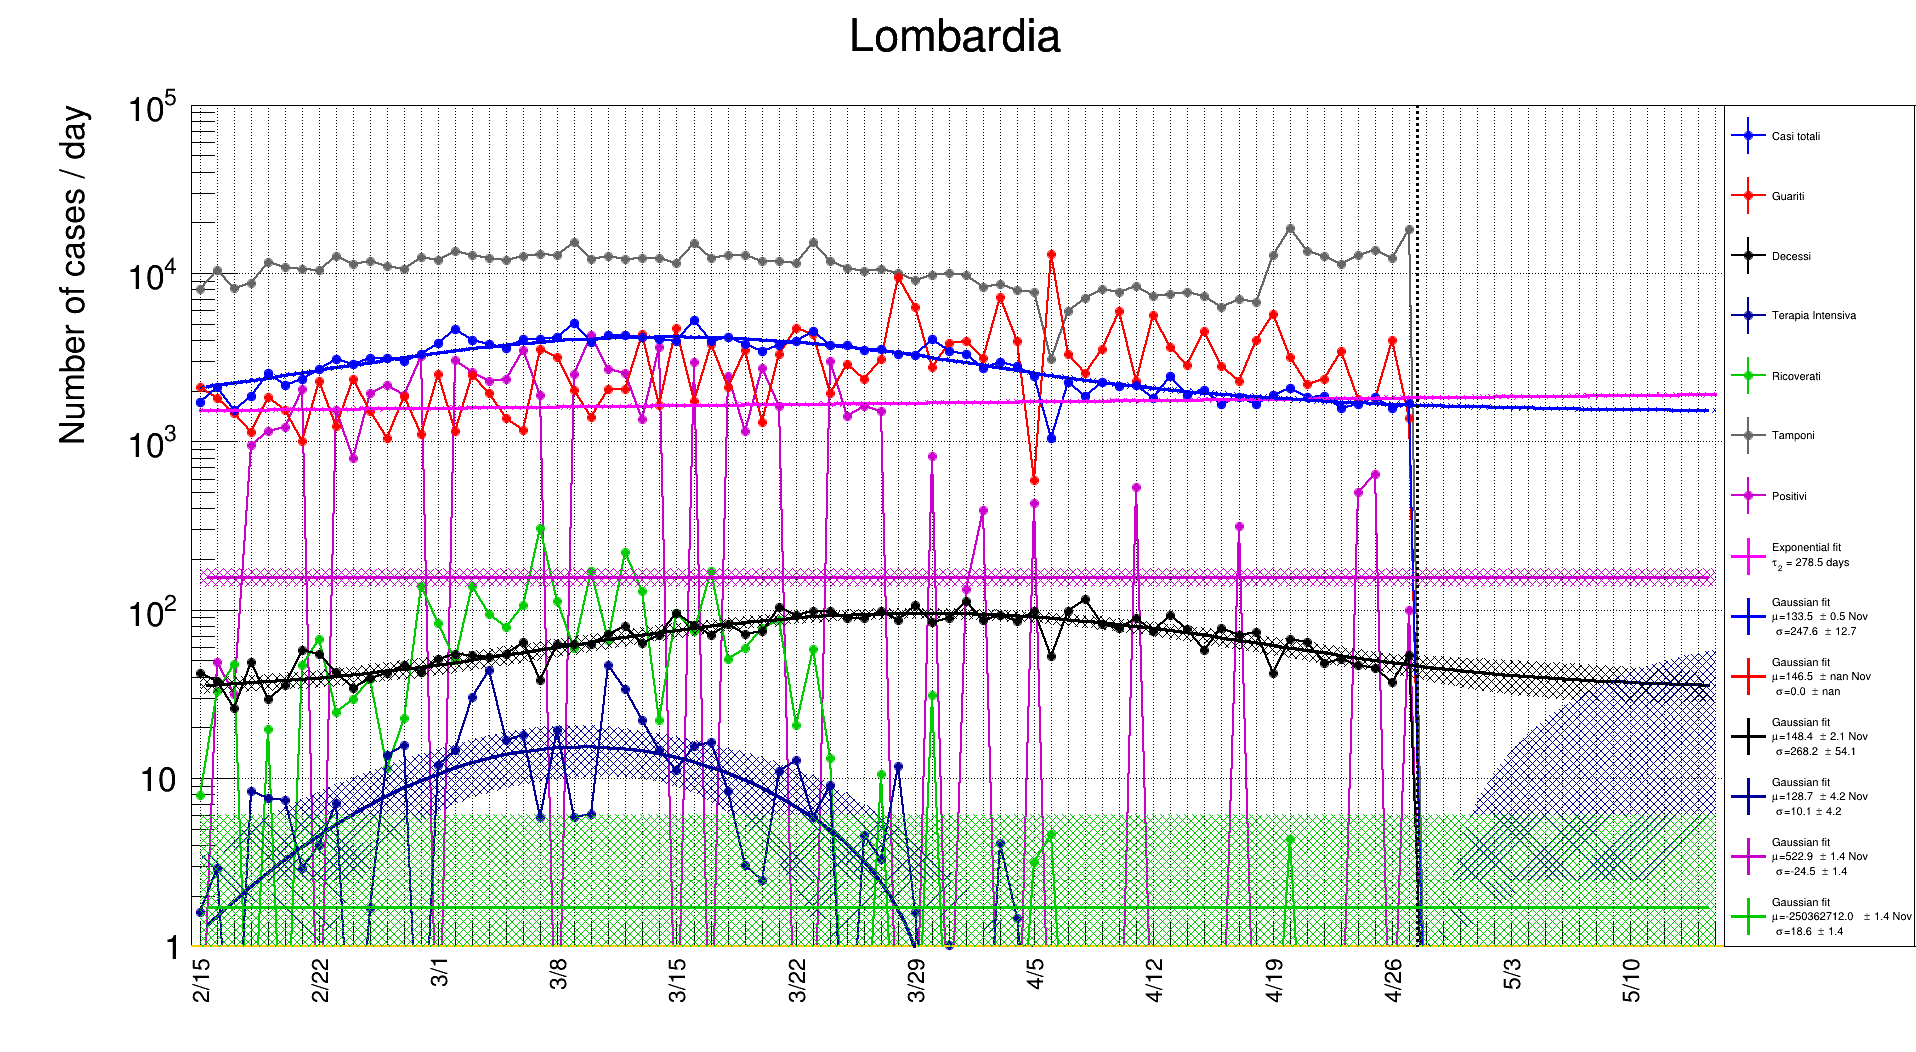 Lombardia
Number of cases / day
10^5
10^4
10^3
10^2
10
1
2/15
2/22
3/1
3/8
3/15
3/22
3/29
4/5
4/12
4/19
4/26
5/3
5/10
Casi totali
Guariti
Decessi
Terapia Intensiva
Ricoverati
Tamponi
Positivi
Exponential fit
τ2 = 278.5 days
Gaussian fit
μ=133.5 ± 0.5 Nov
σ=247.6 ± 12.7
Gaussian fit
μ=146.5 ± nan Nov
σ=0.0 ± nan
Gaussian fit
μ=148.4 ± 2.1 Nov
σ=268.2 ± 54.1
Gaussian fit
μ=128.7 ± 4.2 Nov
σ=10.1 ± 4.2
Gaussian fit
μ=522.9 ± 1.4 Nov
σ=-24.5 ± 1.4
Gaussian fit
μ=-250362712.0 ± 1.4 Nov
σ=18.6 ± 1.4